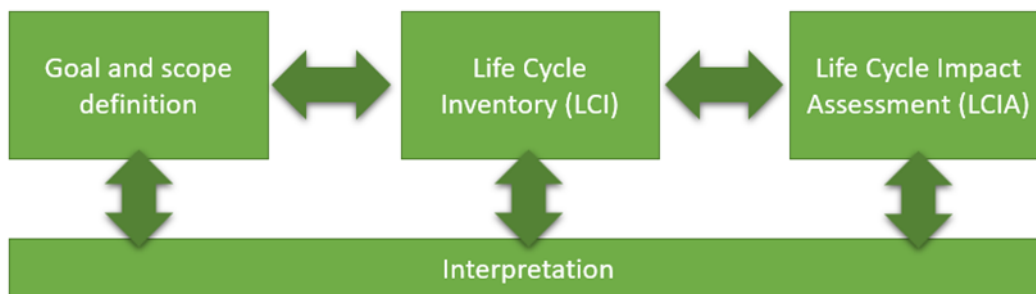 Goal and scope
definition
Life Cycle
Inventory (LCI)
Life Cycle Impact
Assessment (LCIA)
Interpretation